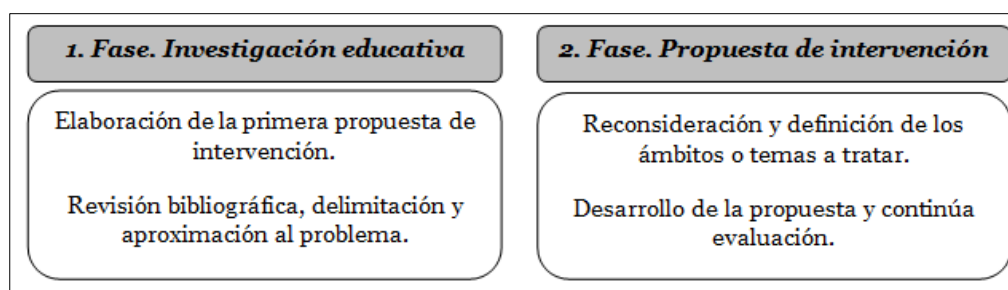 1. Fase. Investigación educativa
Elaboración de la primera propuesta de
intervención.
Revisión bibliográfica, delimitación y
aproximación al problema.
2. Fase. Propuesta de intervención
Reconsideración y definición de los
ámbitos o temas a tratar.
Desarrollo de la propuesta y continúa
evaluación.